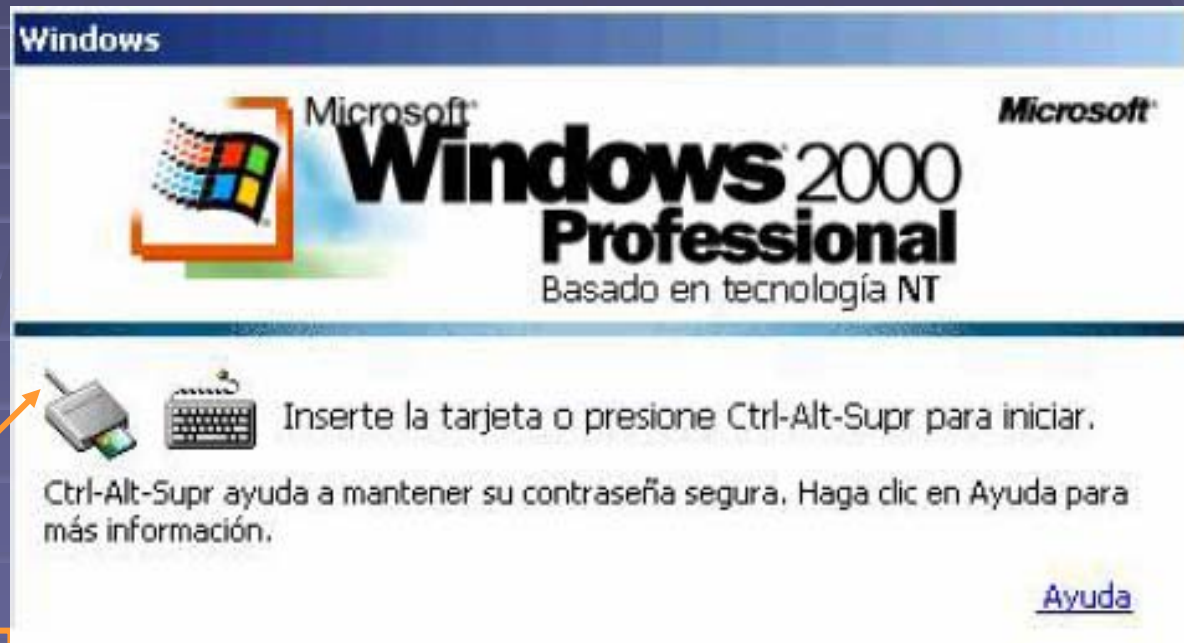 Windows
Microsoft
Microsoft
Windows 2000
Professional
Basado en tecnología NT
Inserte la tarjeta o presione Ctrl-Alt-Supr para iniciar.
Ctrl-Alt-Supr ayuda a mantener su contraseña segura. Haga clic en Ayuda para
más información.
Ayuda